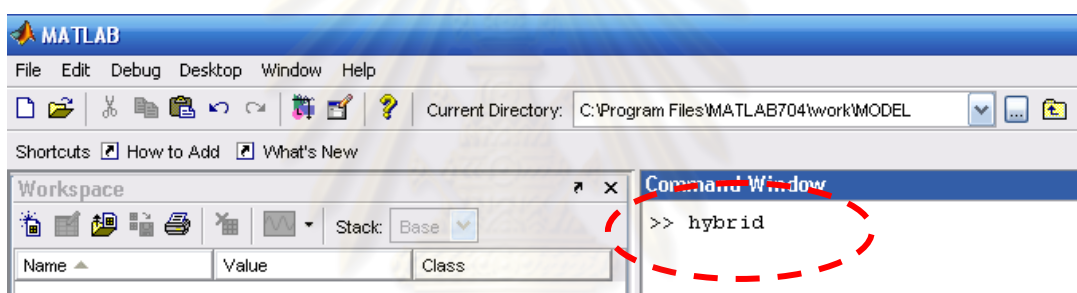 MATLAB
File Edit Debug Desktop Window Help
Current Directory: C:\Program Files\MATLAB704\work\MODEL
Shortcuts How to Add What's New
Workspace
Stack: Base
Name Value Class
Command Window
>> hybrid